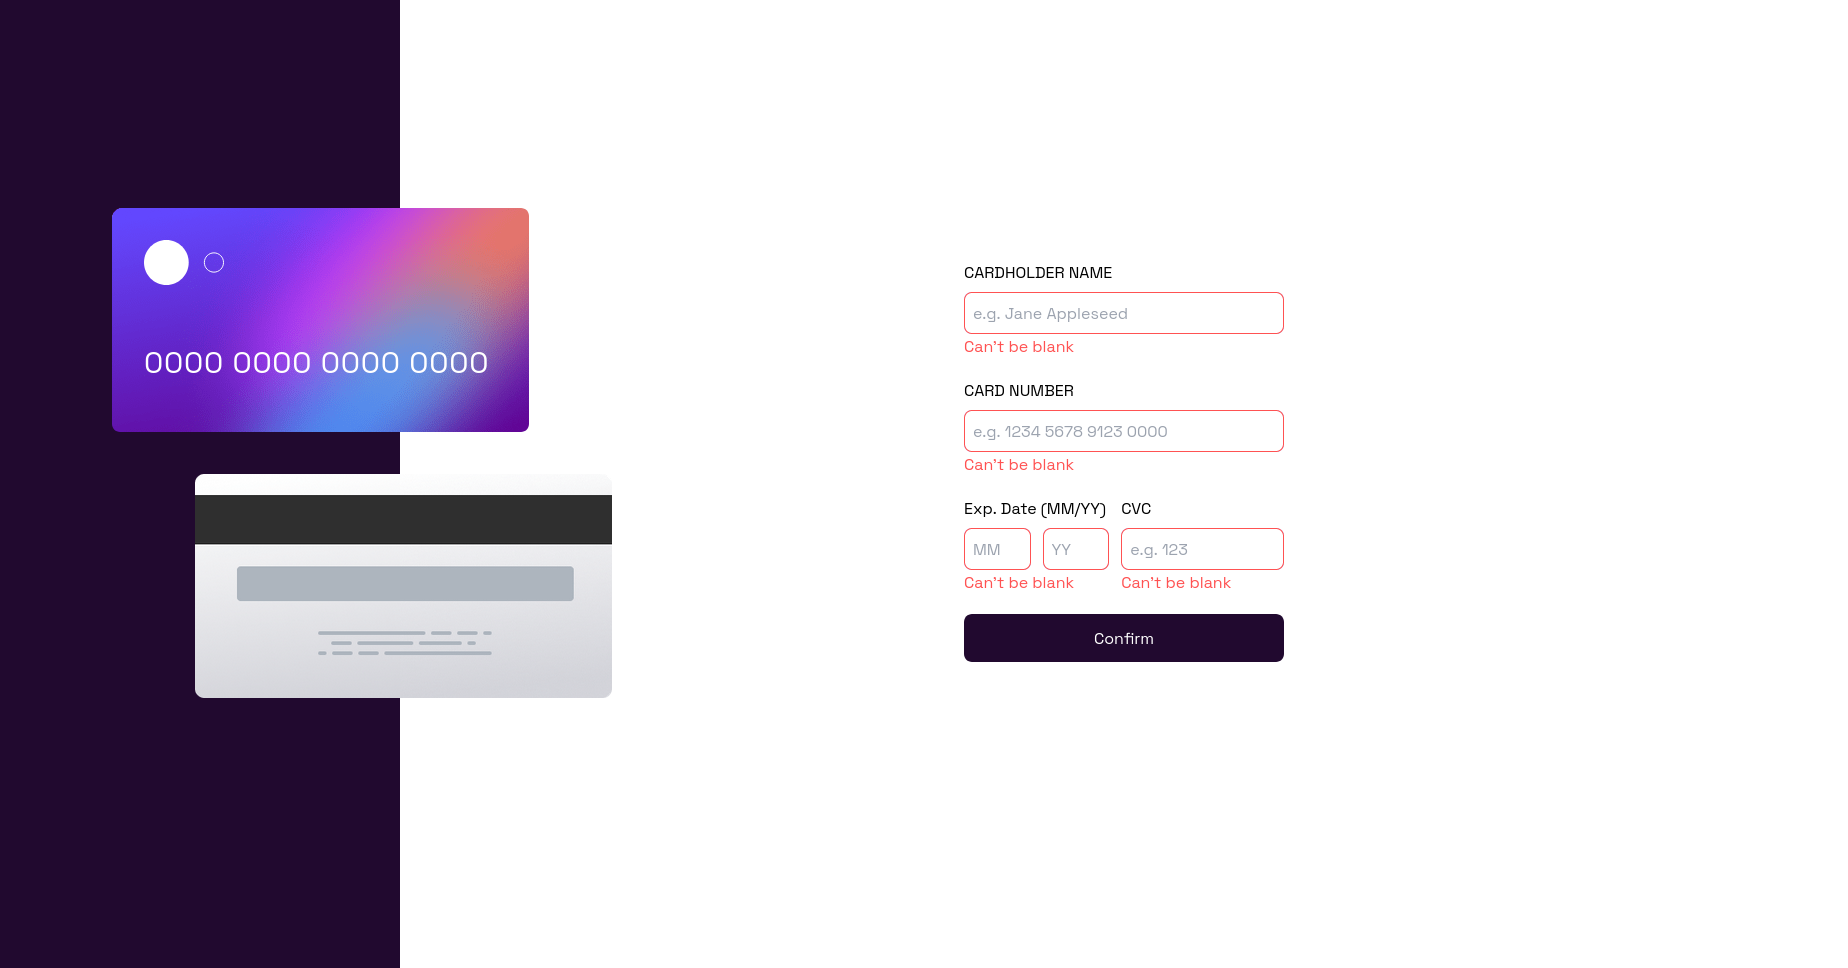 0000 0000 0000 0000
CARDHOLDER NAME
e.g. Jane Appleseed
Can't be blank
CARD NUMBER
e.g. 1234 5678 9123 0000
Can't be blank
Exp. Date (MM/YY) CVC
MM YY e.g. 123
Can't be blank Can't be blank
Confirm